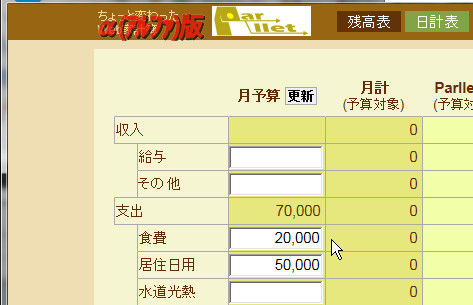 ちょーと変わった
α(アルファ)版
Parllet
残高表
日計表
月予算 更新
月計
(予算対象)
Parlle
(予算対
収入
0
給与
0
その他
0
支出
70,000
0
食費
20,000
0
居住日用
50,000
0
水道光熱
0